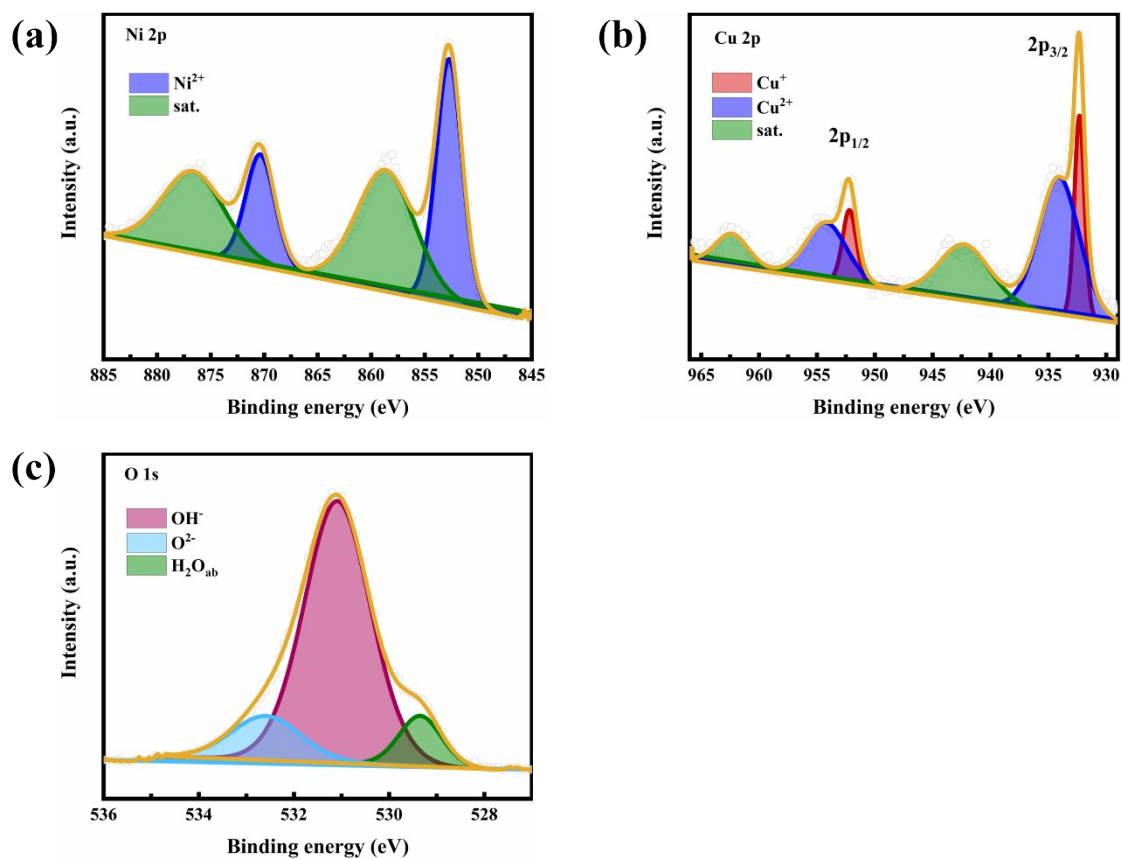 (a)
Ni 2p
Ni²⁺
sat.
Intensity (a.u.)
885 880 875 870 865 860 855 850 845
Binding energy (eV)
(b)
Cu 2p
2p₃/₂
Cu⁺
Cu²⁺
sat.
2p₁/₂
Intensity (a.u.)
965 960 955 950 945 940 935 930
Binding energy (eV)
(c)
O 1s
OH⁻
O²⁻
H₂Oab
Intensity (a.u.)
536 534 532 530 528
Binding energy (eV)